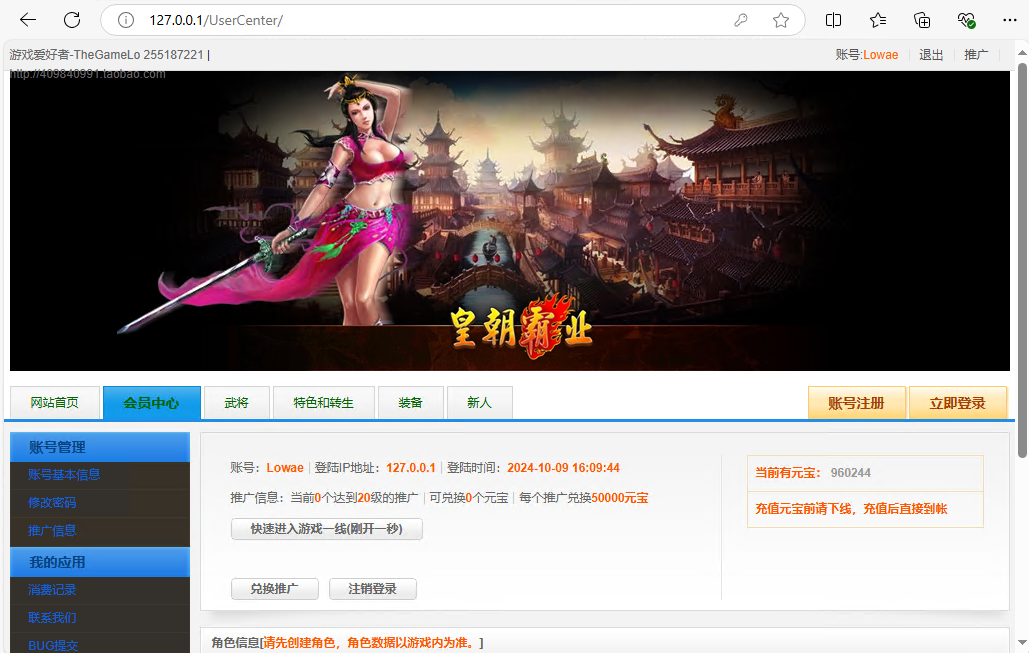 127.0.0.1/UserCenter/
游戏爱好者-TheGameLo 255187221 |
账号:Lowae 退出 推广
http://409840991.taobao.com
皇朝霸业
网站首页 会员中心 武将 特色和转生 装备 新人 账号注册 立即登录
账号管理
账号基本信息
修改密码
推广信息
我的应用
消费记录
联系我们
BUG提交
账号：Lowae | 登陆IP地址：127.0.0.1 | 登陆时间：2024-10-09 16:09:44
推广信息：当前0个达到20级的推广 | 可兑换0个元宝 | 每个推广兑换50000元宝
快速进入游戏一线(刚开一秒)
兑换推广 注销登录
当前有元宝： 960244
充值元宝前请下线，充值后直接到帐
角色信息[请先创建角色，角色数据以游戏内为准。]